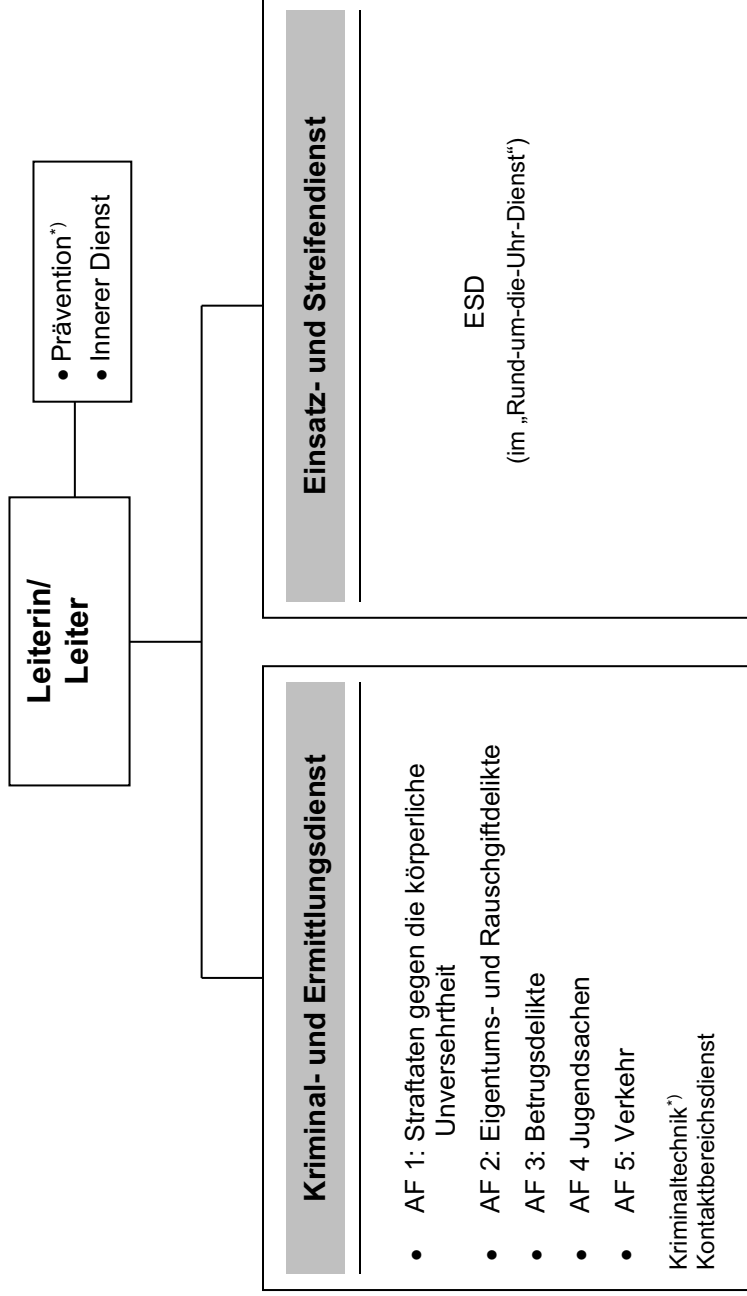 Leiterin/
Leiter
• Prävention*)
• Innerer Dienst
Kriminal- und Ermittlungsdienst
• AF 1: Straftaten gegen die körperliche
Unversehrtheit
• AF 2: Eigentums- und Rauschgiftdelikte
• AF 3: Betrugsdelikte
• AF 4 Jugendsachen
• AF 5: Verkehr
Kriminaltechnik*)
Kontaktbereichsdienst
Einsatz- und Streifendienst
ESD
(im „Rund-um-die-Uhr-Dienst“)